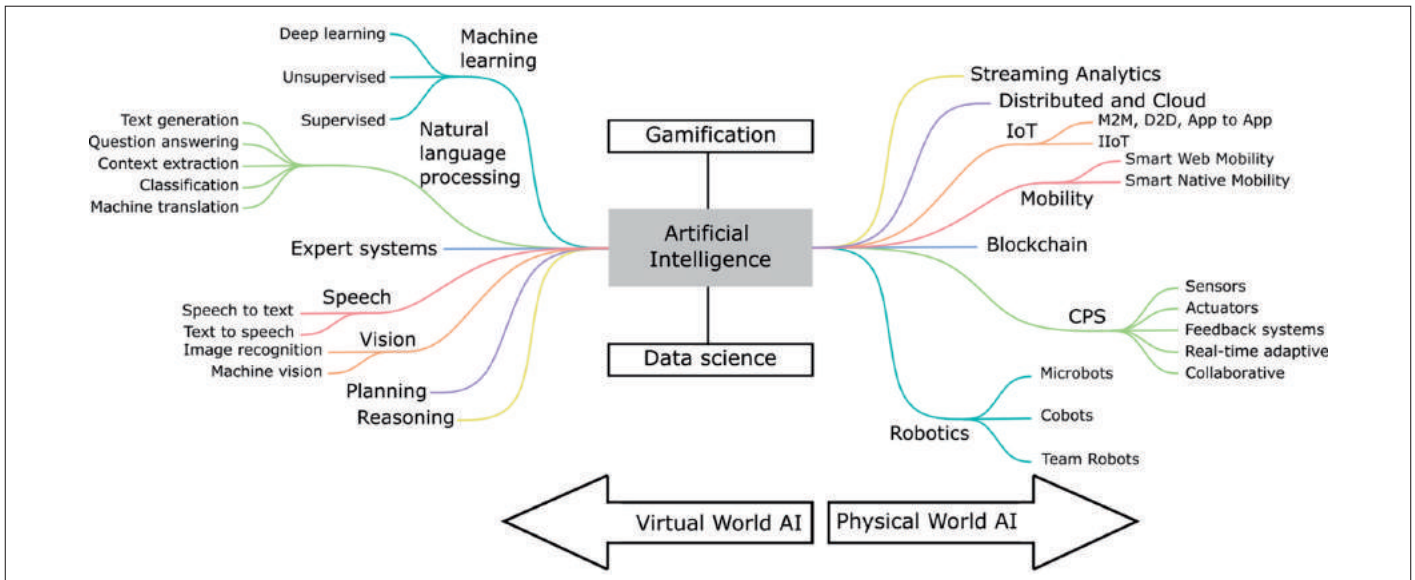 Deep learning
Unsupervised
Supervised
Machine
learning
Text generation
Question answering
Context extraction
Classification
Machine translation
Natural
language
processing
Expert systems
Speech to text
Text to speech
Speech
Image recognition
Machine vision
Vision
Planning
Reasoning
Gamification
Artificial
Intelligence
Data science
Streaming Analytics
Distributed and Cloud
IoT
M2M, D2D, App to App
IIoT
Smart Web Mobility
Smart Native Mobility
Mobility
Blockchain
CPS
Sensors
Actuators
Feedback systems
Real-time adaptive
Collaborative
Robotics
Microbots
Cobots
Team Robots
Virtual World AI
Physical World AI